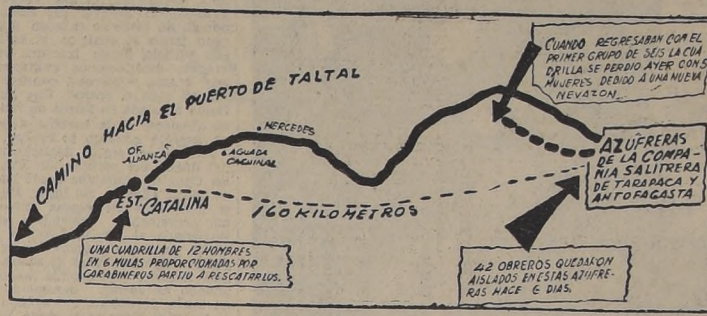 CUANDO REGRESABAN CON EL
PRIMER GRUPO DE SEIS LA CUA
DRILLA SE PERDIO AYER CON 5
MUJERES DEBIDO A UNA NUEVA
NEVAZON.
CAMINO HACIA EL PUERTO DE TALTAL
MERCEDES
OF.
ALIANZA
AGUADA
CACHINAL
AZUFRERAS
DE LA COMPA-
ÑIA SALITRERA
DE TARAPACA Y
ANTOFAGASTA
EST. CATALINA
160 KILOMETROS
UNA CUADRILLA DE 12 HOMBRES
EN 6 MULAS PROPORCIONADAS POR
CARABINEROS PARTIO A RESCATARLOS.
42 OBREROS QUEDARON
AISLADOS EN ESTAS AZUFRE-
RAS HACE 6 DIAS.